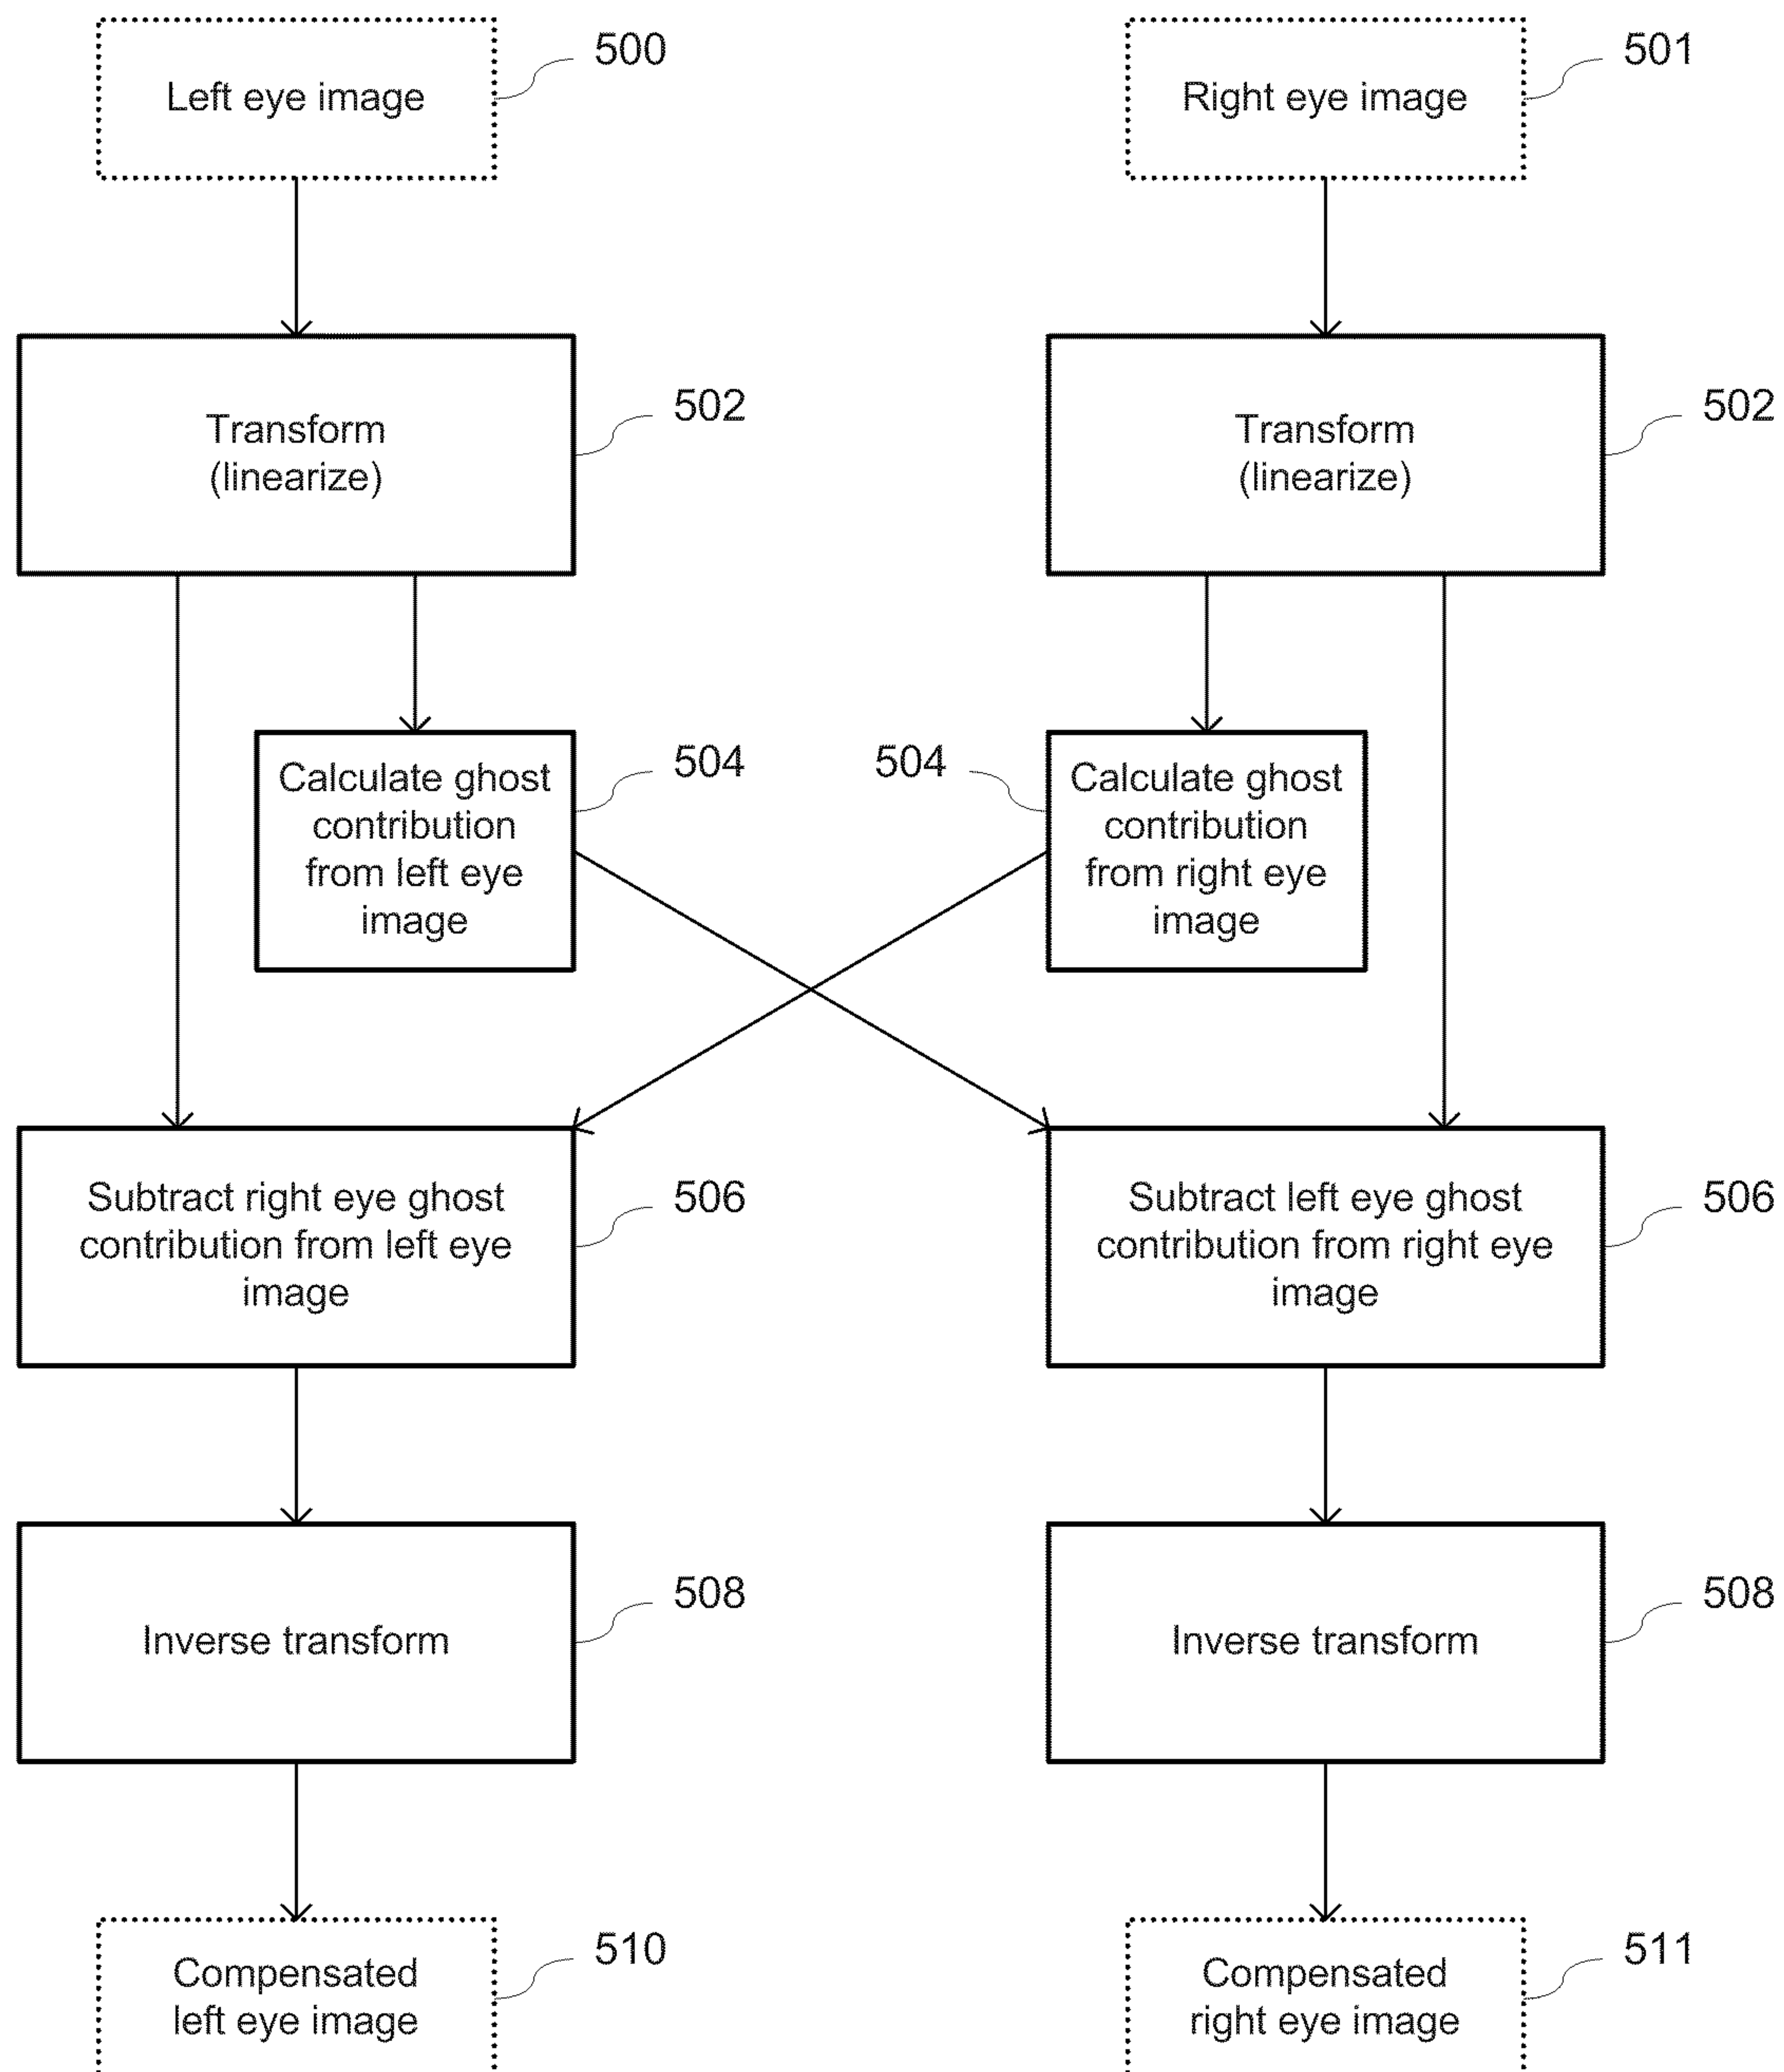 Left eye image
500
Right eye image
501
Transform
(linearize)
502
Transform
(linearize)
502
Calculate ghost
contribution
from left eye
image
504
504
Calculate ghost
contribution
from right eye
image
Subtract right eye ghost
contribution from left eye
image
506
Subtract left eye ghost
contribution from right eye
image
506
Inverse transform
508
Inverse transform
508
Compensated
left eye image
510
Compensated
right eye image
511